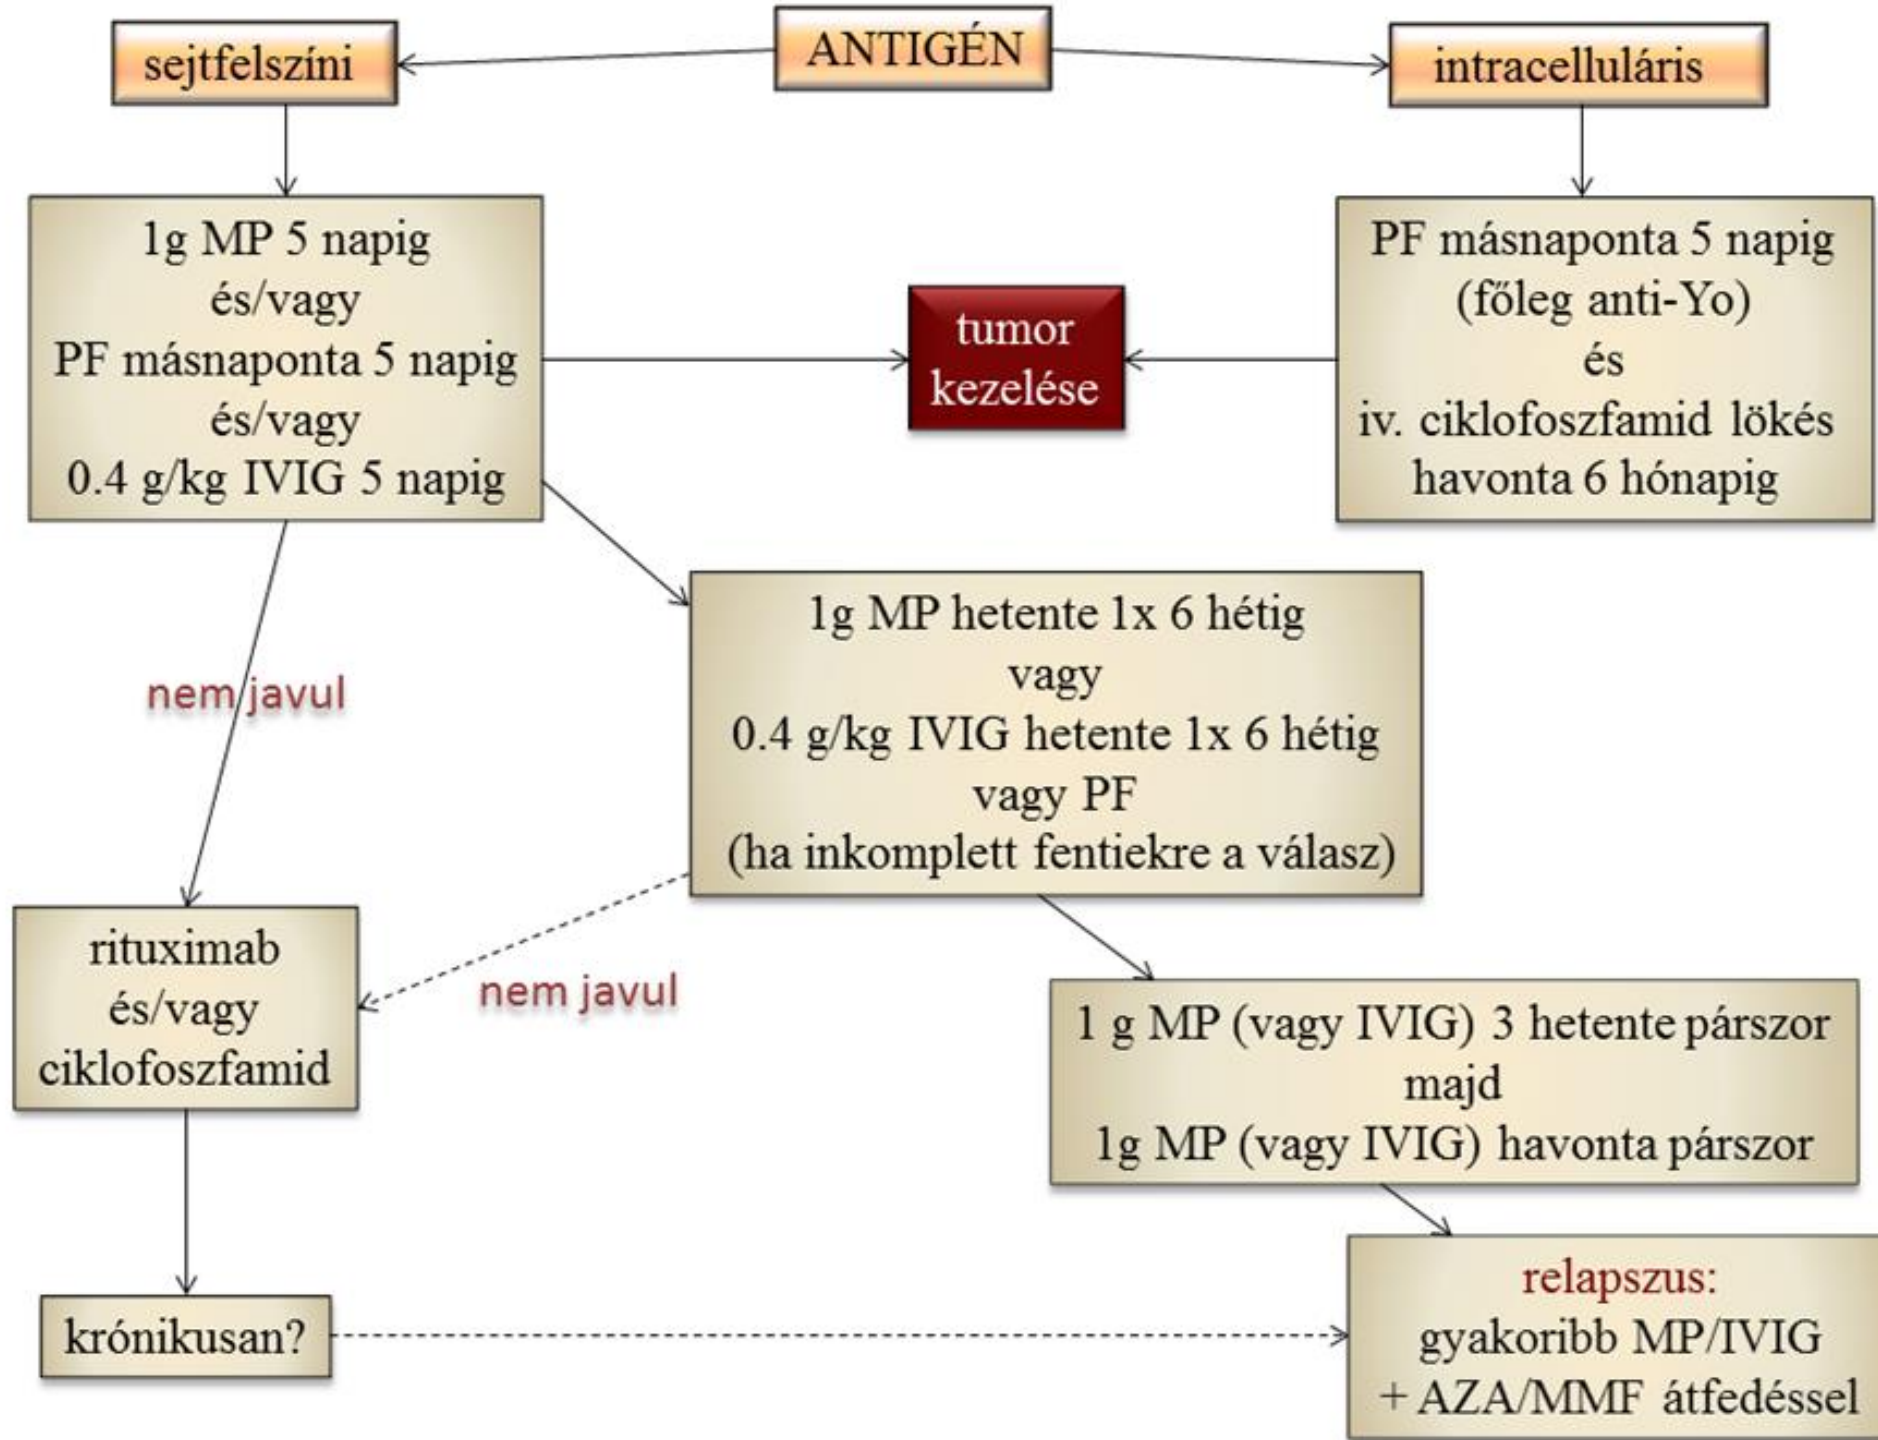 ANTIGÉN
sejtfelszíni
intracelluláris
1g MP 5 napig
és/vagy
PF másnaponta 5 napig
és/vagy
0.4 g/kg IVIG 5 napig
tumor
kezelése
PF másnaponta 5 napig
(főleg anti-Yo)
és
iv. ciklofoszfamid lökés
havonta 6 hónapig
nem javul
1g MP hetente 1x 6 hétig
vagy
0.4 g/kg IVIG hetente 1x 6 hétig
vagy PF
(ha inkomplett fentiekre a válasz)
nem javul
rituximab
és/vagy
ciklofoszfamid
1 g MP (vagy IVIG) 3 hetente párszor
majd
1g MP (vagy IVIG) havonta párszor
krónikusan?
relapszus:
gyakoribb MP/IVIG
+ AZA/MMF átfedéssel